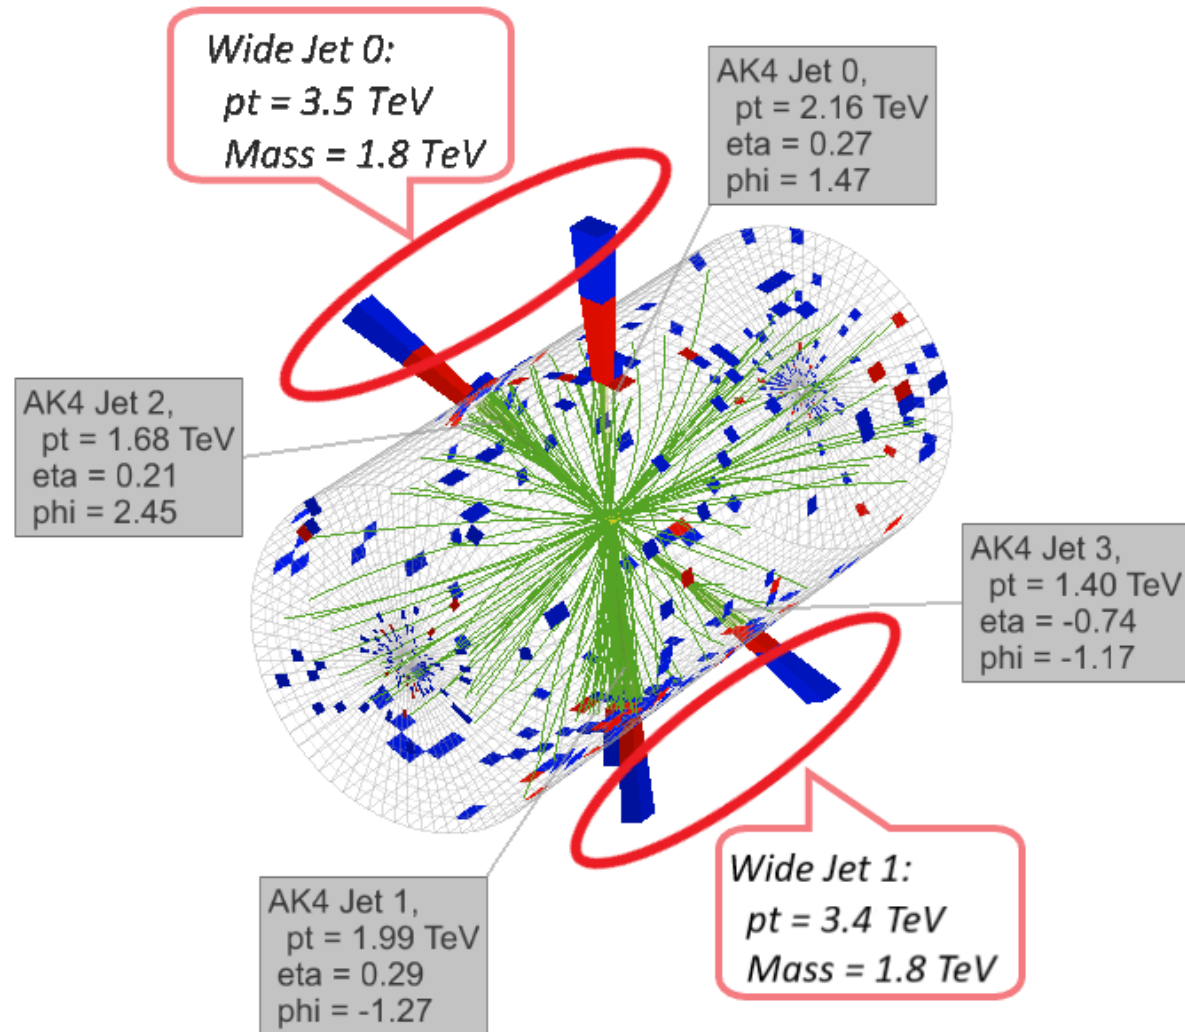 Wide Jet 0:
pt = 3.5 TeV
Mass = 1.8 TeV
AK4 Jet 0,
pt = 2.16 TeV
eta = 0.27
phi = 1.47
AK4 Jet 2,
pt = 1.68 TeV
eta = 0.21
phi = 2.45
AK4 Jet 3,
pt = 1.40 TeV
eta = -0.74
phi = -1.17
AK4 Jet 1,
pt = 1.99 TeV
eta = 0.29
phi = -1.27
Wide Jet 1:
pt = 3.4 TeV
Mass = 1.8 TeV